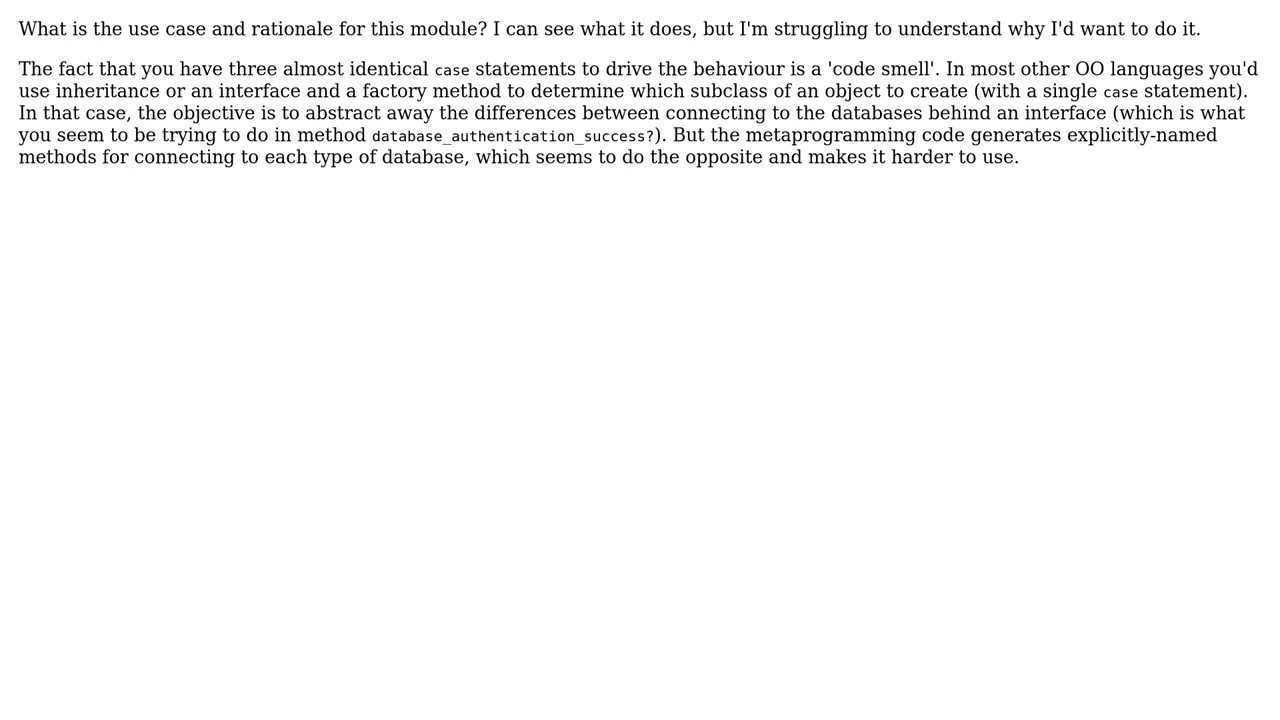 What is the use case and rationale for this module? I can see what it does, but I'm struggling to understand why I'd want to do it.
The fact that you have three almost identical case statements to drive the behaviour is a 'code smell'. In most other OO languages you'd
use inheritance or an interface and a factory method to determine which subclass of an object to create (with a single case statement).
In that case, the objective is to abstract away the differences between connecting to the databases behind an interface (which is what
you seem to be trying to do in method database_authentication_success?). But the metaprogramming code generates explicitly-named
methods for connecting to each type of database, which seems to do the opposite and makes it harder to use.